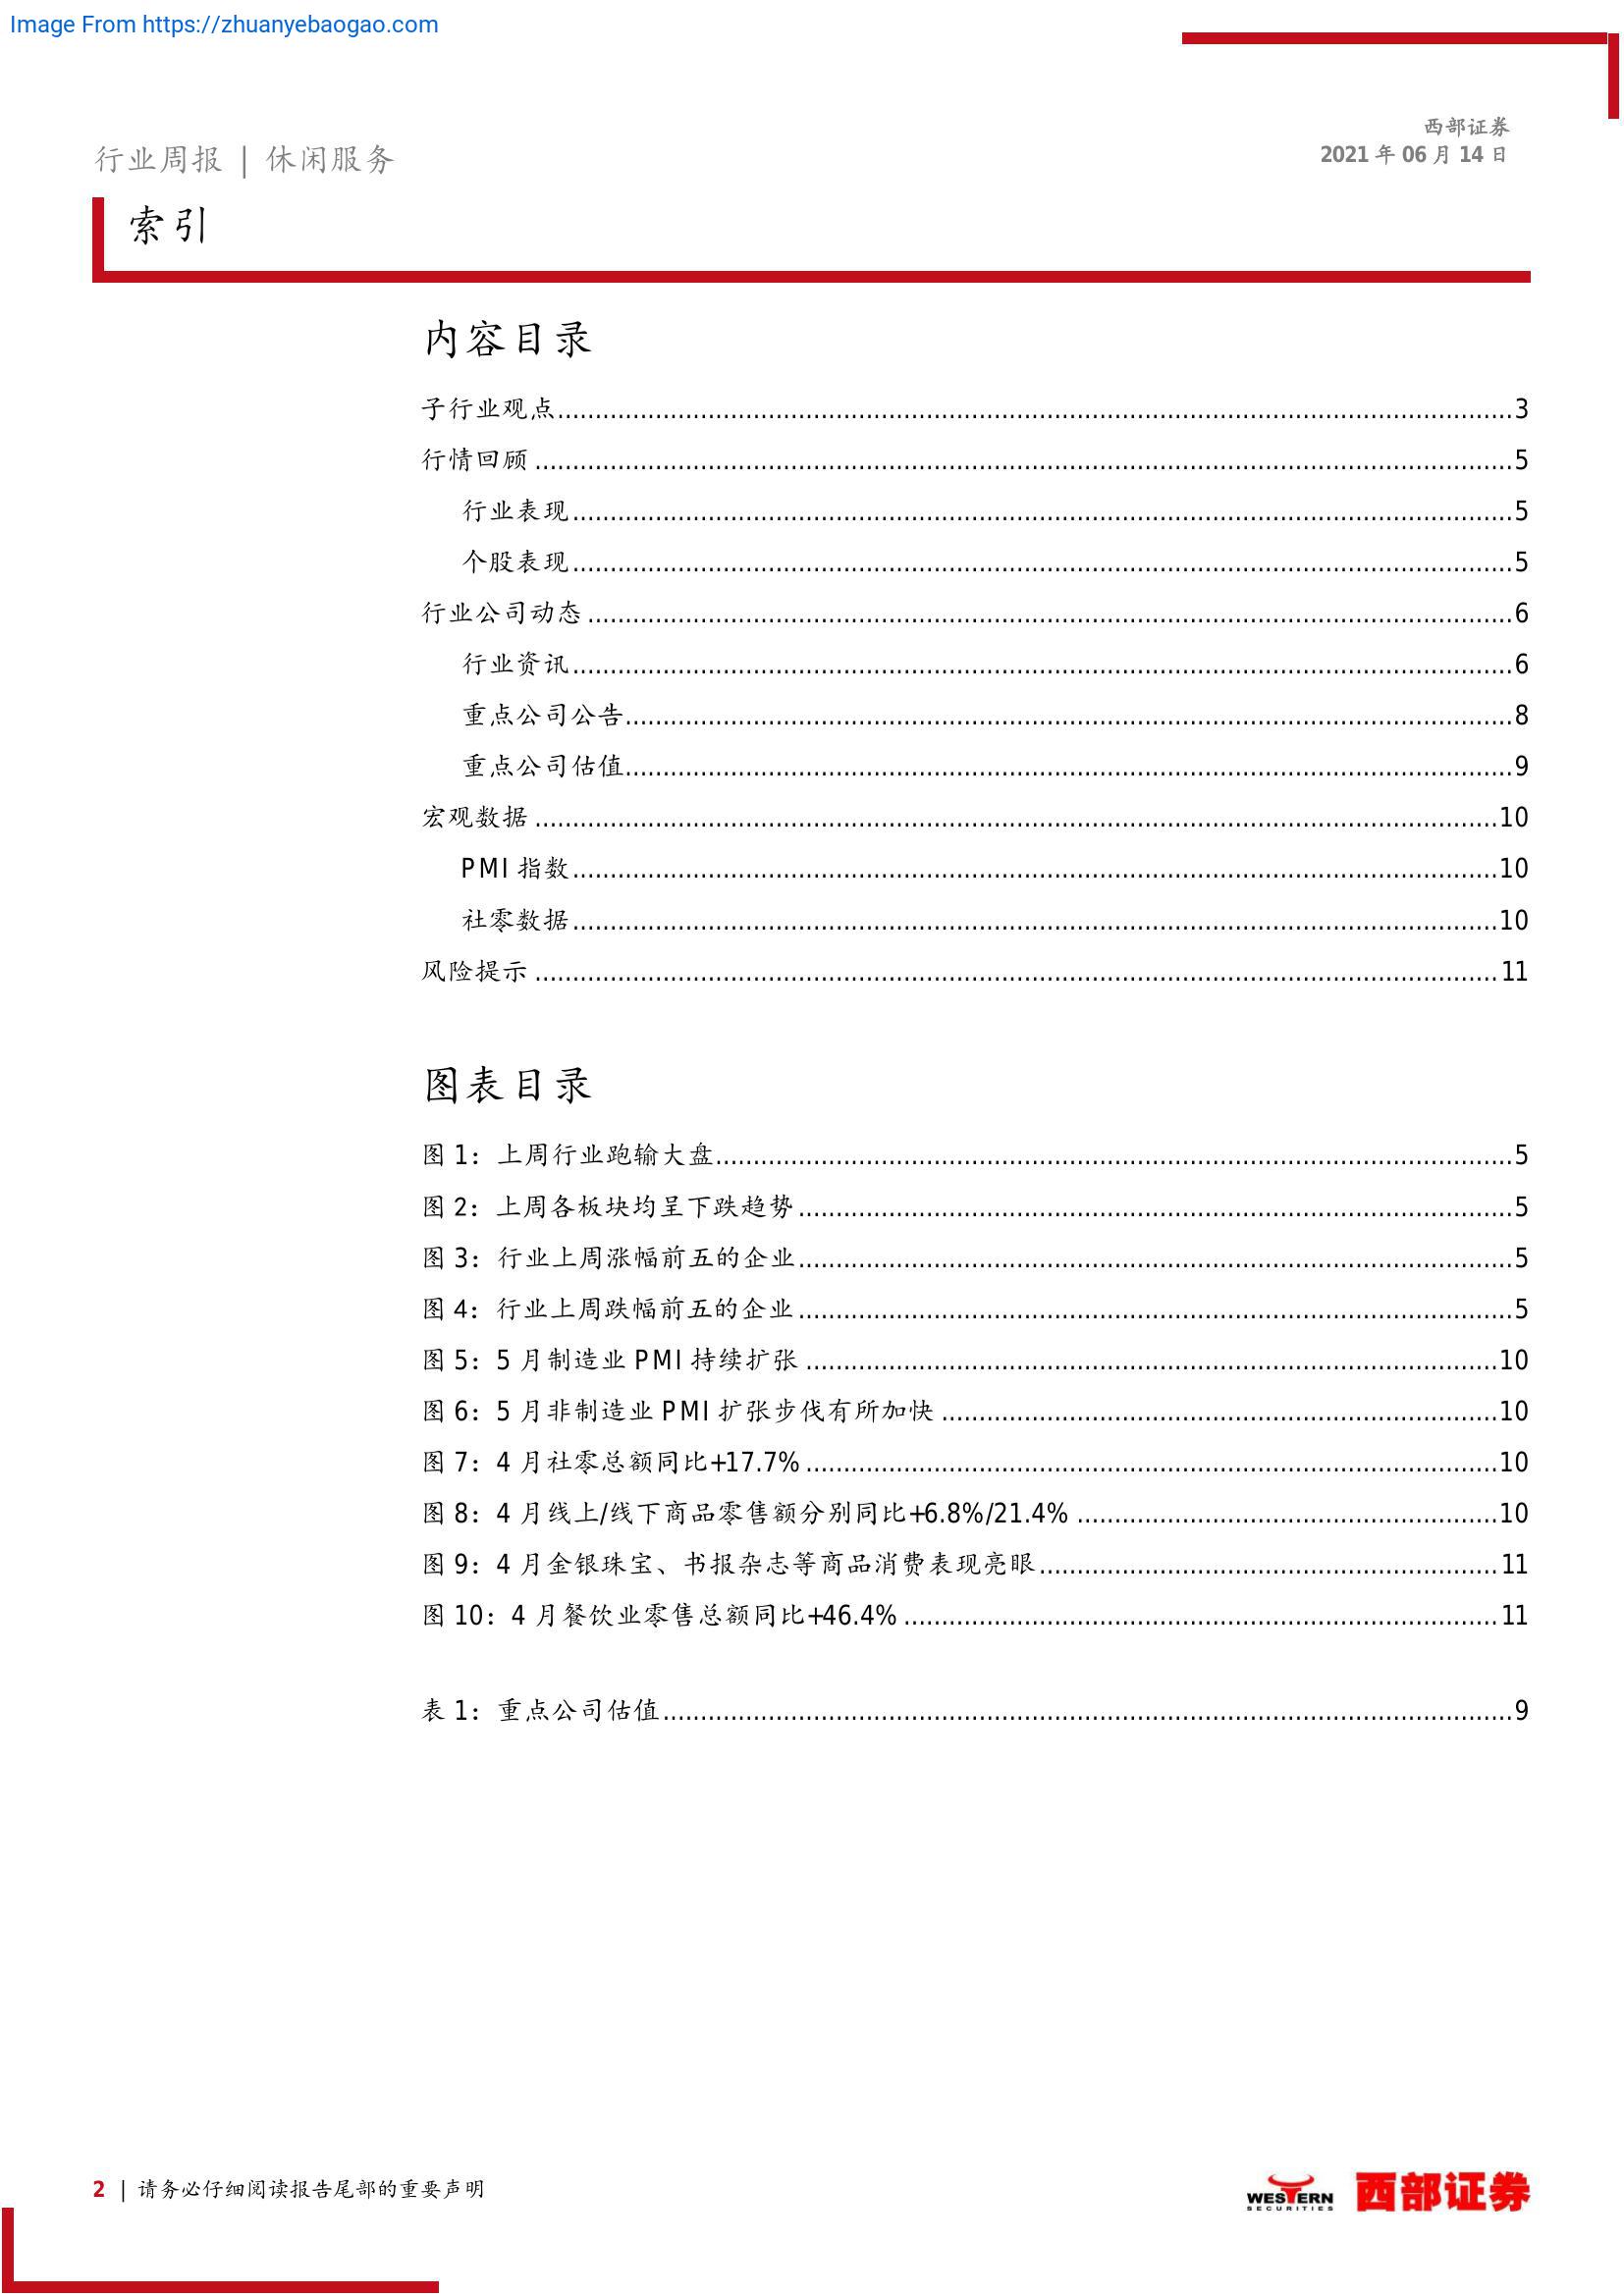 Image From https://zhuanyebaogao.com
西部证券
2021 年 06 月 14 日
行业周报 | 休闲服务
索引
内容目录
子行业观点........................................3
行情回顾 ........................................5
行业表现........................................5
个股表现........................................5
行业公司动态 ........................................6
行业资讯........................................6
重点公司公告........................................8
重点公司估值........................................9
宏观数据 ........................................10
PMI 指数........................................10
社零数据........................................10
风险提示 ........................................11
图表目录
图 1：上周行业跑输大盘........................................5
图 2：上周各板块均呈下跌趋势........................................5
图 3：行业上周涨幅前五的企业........................................5
图 4：行业上周跌幅前五的企业........................................5
图 5：5 月制造业 PMI 持续扩张 ........................................10
图 6：5 月非制造业 PMI 扩张步伐有所加快 ........................................10
图 7：4 月社零总额同比+17.7% ........................................10
图 8：4 月线上/线下商品零售额分别同比+6.8%/21.4% ........................................10
图 9：4 月金银珠宝、书报杂志等商品消费表现亮眼........................................11
图 10：4 月餐饮业零售总额同比+46.4% ........................................11
表 1：重点公司估值........................................9
2 | 请务必仔细阅读报告尾部的重要声明
WESTERN
SECURITIES
西部证券